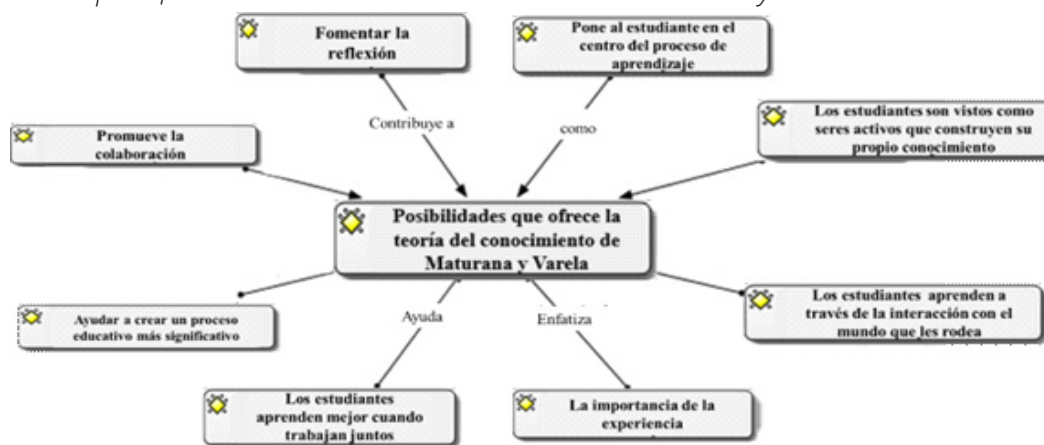 Fomentar la
reflexión
Pone al estudiante en el
centro del proceso de
aprendizaje
Contribuye a
como
Promueve la
colaboración
Los estudiantes son vistos como
seres activos que construyen su
propio conocimiento
Posibilidades que ofrece la
teoría del conocimiento de
Maturana y Varela
Ayudar a crear un proceso
educativo más significativo
Ayuda
Enfatiza
Los estudiantes aprenden a
través de la interacción con el
mundo que les rodea
Los estudiantes
aprenden mejor cuando
trabajan juntos
La importancia de la
experiencia